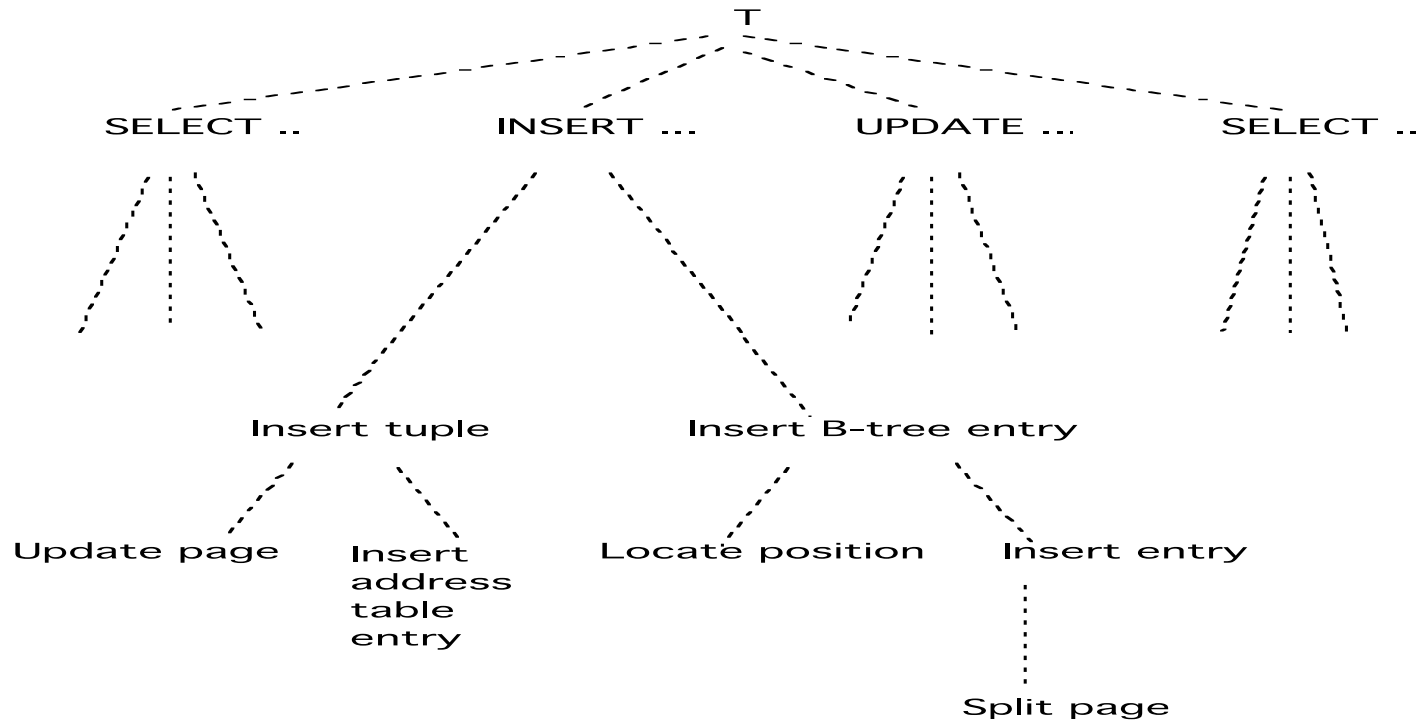 T
SELECT ..
INSERT ...
UPDATE ...
SELECT ..
Insert tuple
Insert B-tree entry
Update page
Insert
address
table
entry
Locate position
Insert entry
Split page